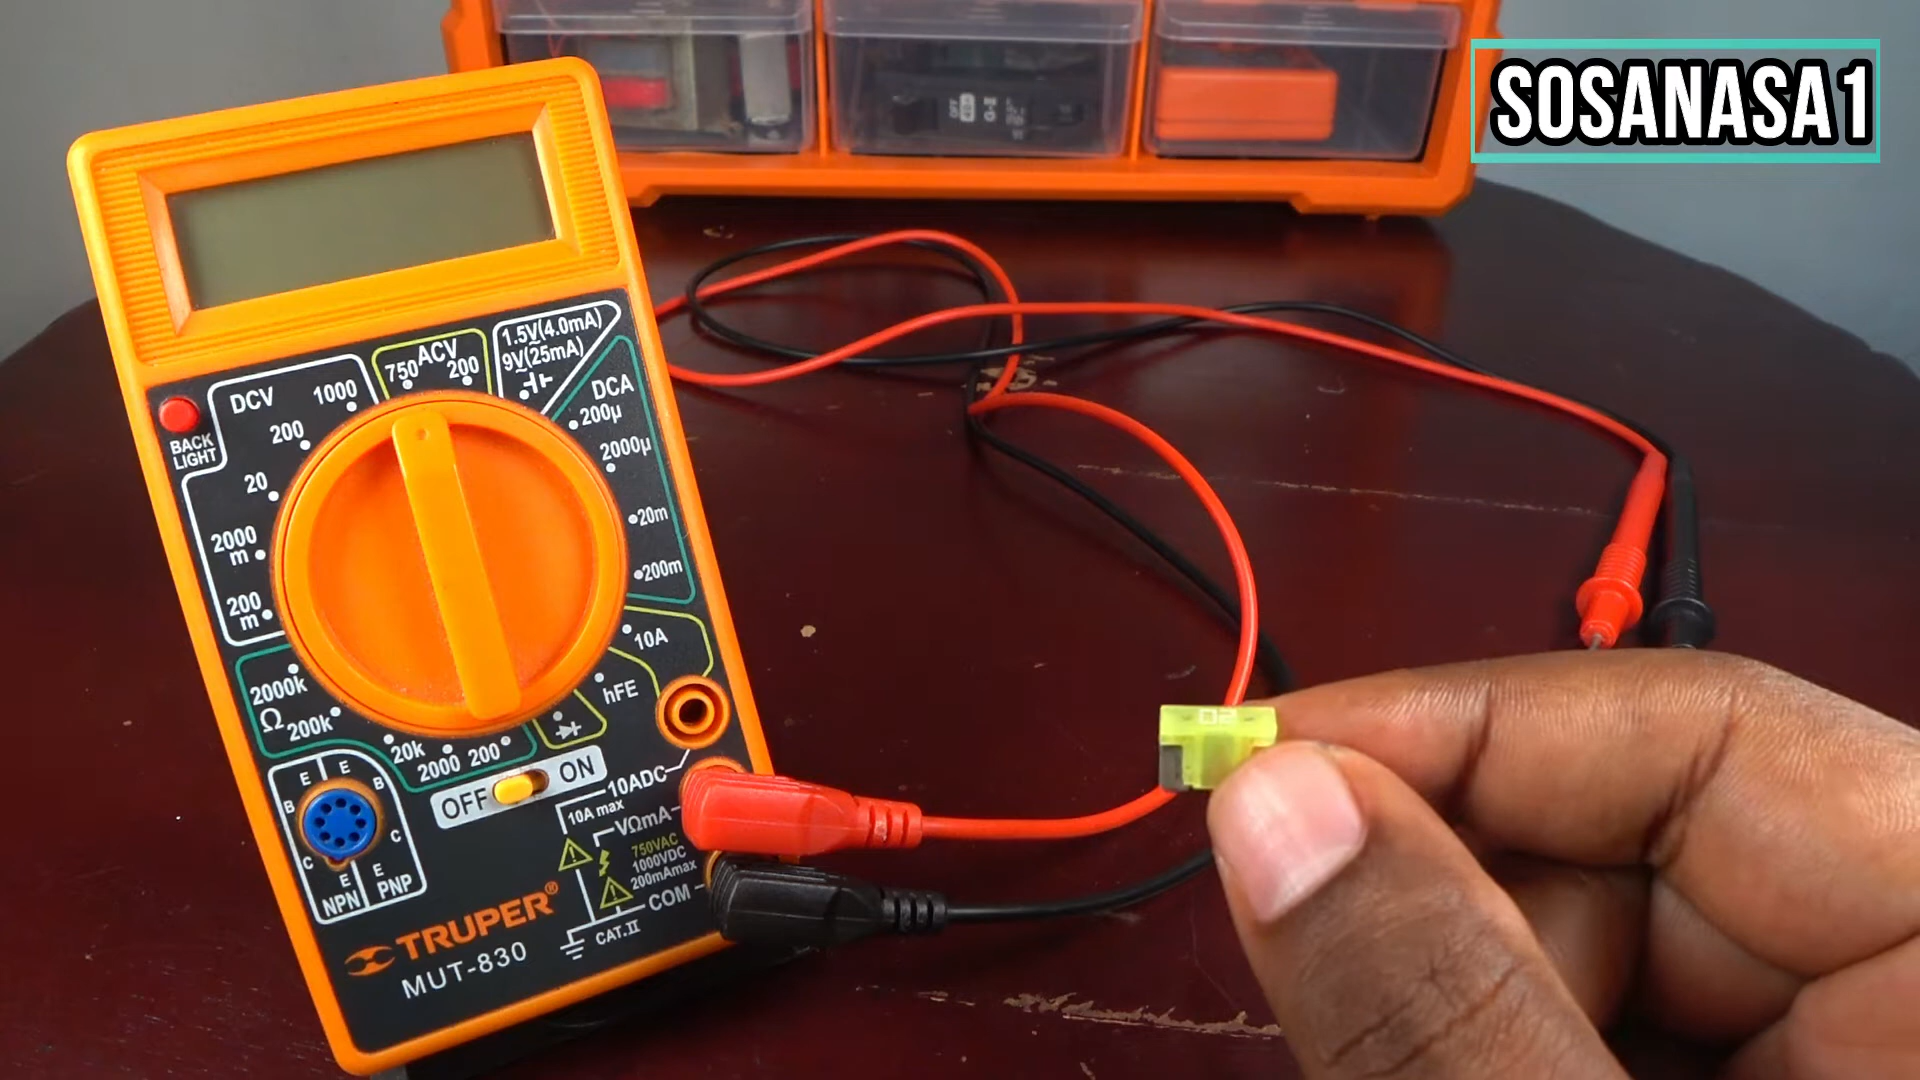 SOSANASA1
1.5V(4.0mA)
9V(25mA)
ACV
750
200
DCV
1000
200
20
2000
m
200
m
DCA
200µ
2000µ
20m
200m
10A
hFE
BACK
LIGHT
2000k
Ω
200k
20k
2000
200
OFF
ON
10ADC
10A max
VΩmA
750VAC
1000VDC
200mAmax
COM
CAT.II
E
E
B
B
C
C
E
E
NPN
PNP
TRUPER®
MUT-830
OFF